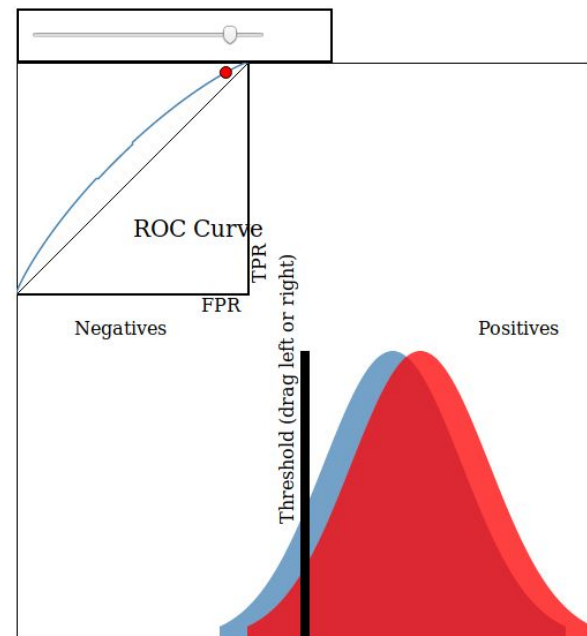 ROC Curve
TPR
FPR
Negatives
Threshold (drag left or right)
Positives